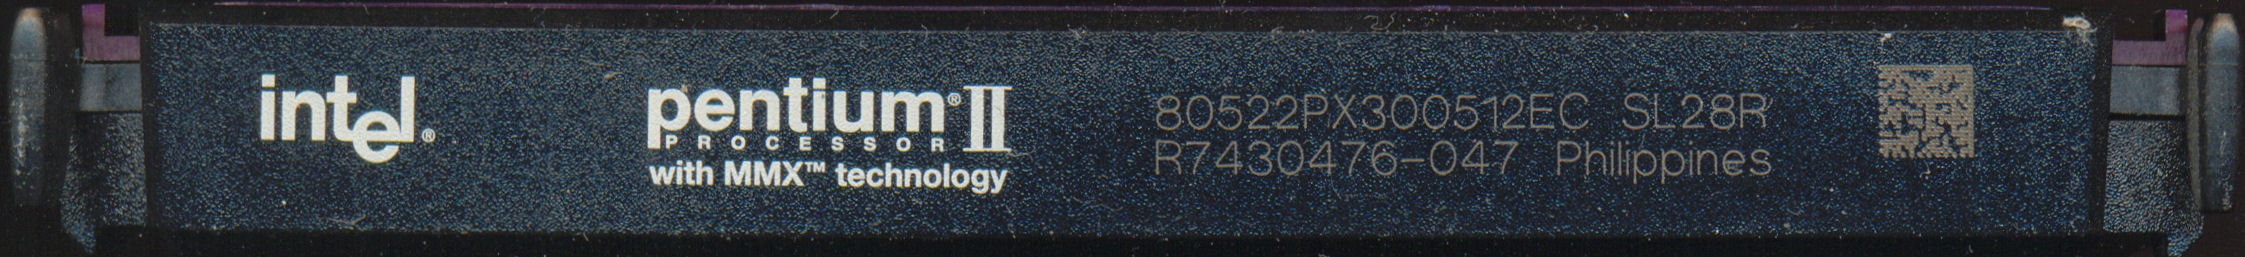 intel®
pentium® II
PROCESSOR
with MMX™ technology
80522PX300512EC SL28R
R7430476-047 Philippines